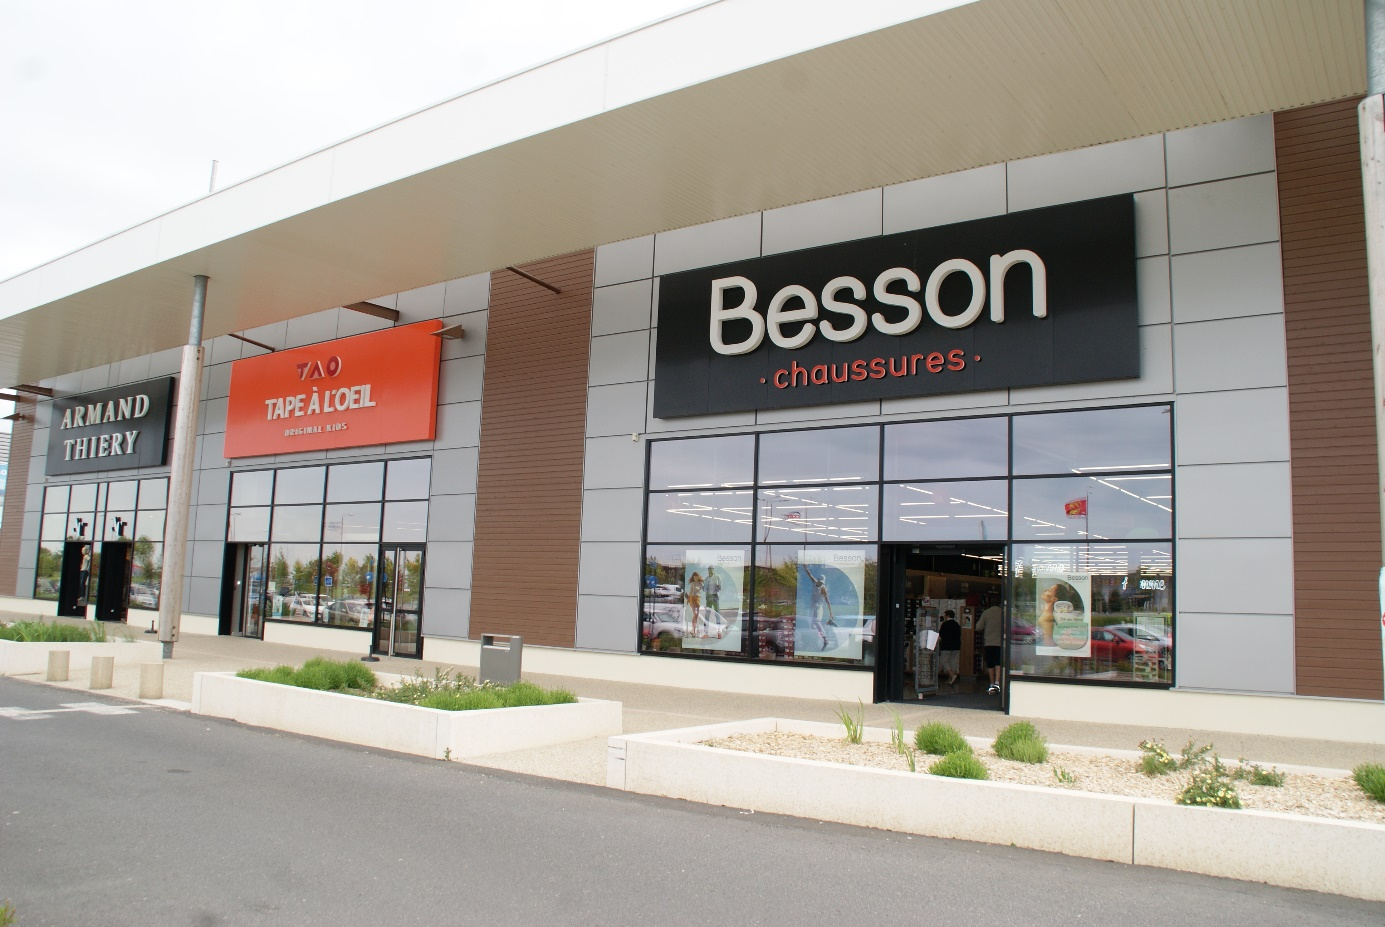 ARMAND
THIERY
TAO
TAPE À L'OEIL
ORIGINAL KIDS
Besson
• chaussures •
Besson
Besson
Besson